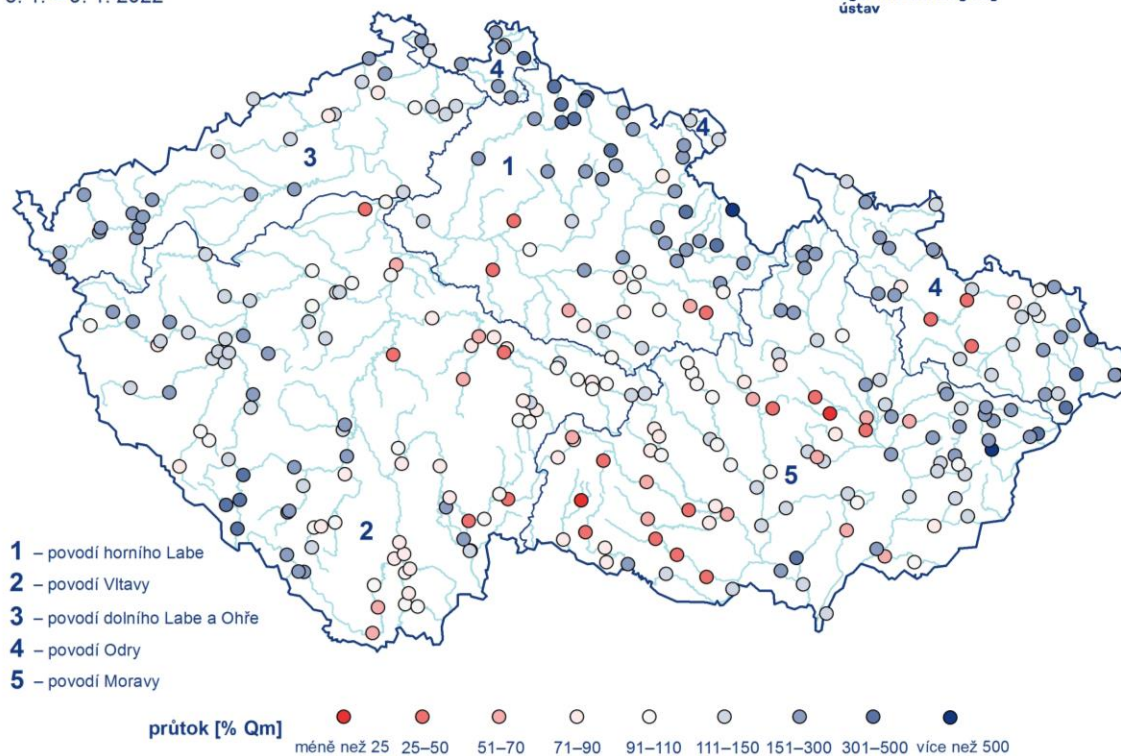 ústav
4
4
1
3
4
5
2
1 – povodí horního Labe
2 – povodí Vltavy
3 – povodí dolního Labe a Ohře
4 – povodí Odry
5 – povodí Moravy
průtok [% Qm]
méně než 25 25–50 51–70 71–90 91–110 111–150 151–300 301–500 více než 500